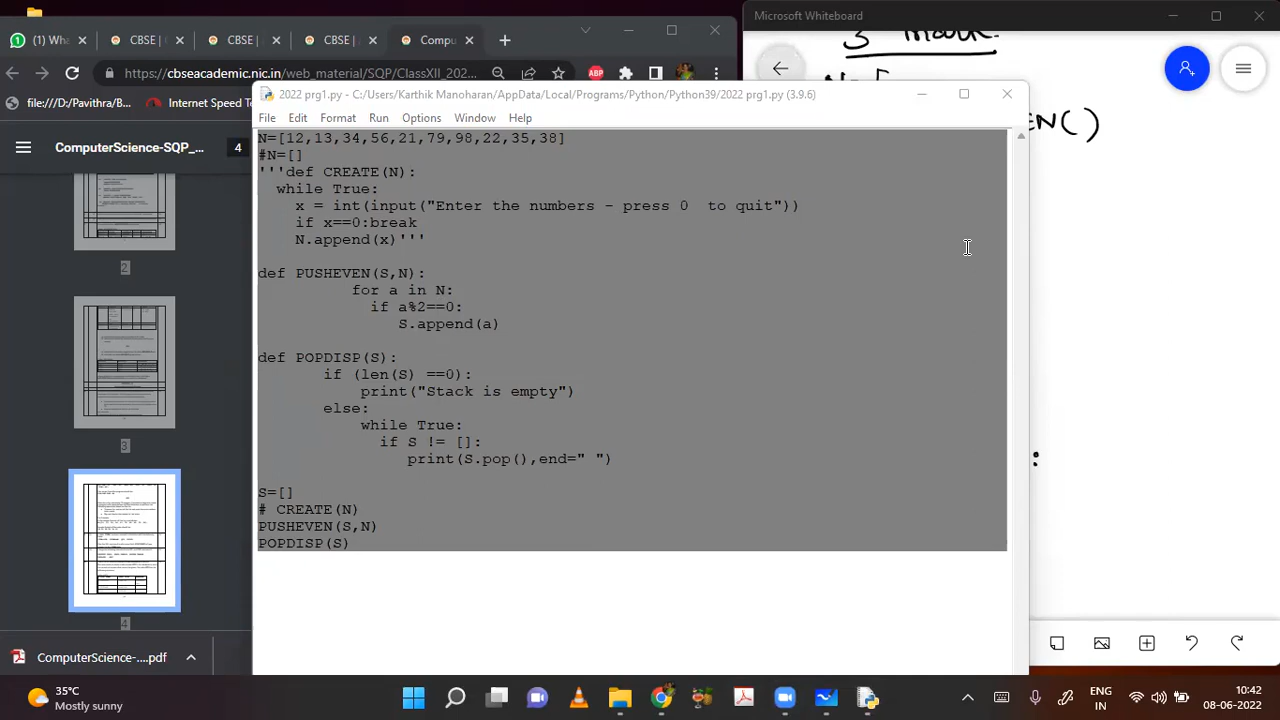 Microsoft Whiteboard
(1) Wh
CBSE
CBSE
CBSE |
Compu
https://cbseacademic.nic.in/web_material/SQP/ClassXII_202...
ABP
3 Mark.
EN()
:
ComputerScience-SQP_...
4
2022 prg1.py - C:/Users/Karthik Manoharan/AppData/Local/Programs/Python/Python39/2022 prg1.py (3.9.6)
File Edit Format Run Options Window Help
N=[12,13,34,56,21,79,98,22,35,38]
#N=[]
'''def CREATE(N):
while True:
x = int(input("Enter the numbers - press 0  to quit"))
if x==0:break
N.append(x)'''
def PUSHEVEN(S,N):
for a in N:
if a%2==0:
S.append(a)
def POPDISP(S):
if (len(S) ==0):
print("Stack is empty")
else:
while True:
if S != []:
print(S.pop(),end=" ")
S=[]
# CREATE(N)
PUSHEVEN(S,N)
POPDISP(S)
2
3
4
ComputerScience-....pdf
35°C
Mostly sunny
ENG
IN
10:42
08-06-2022